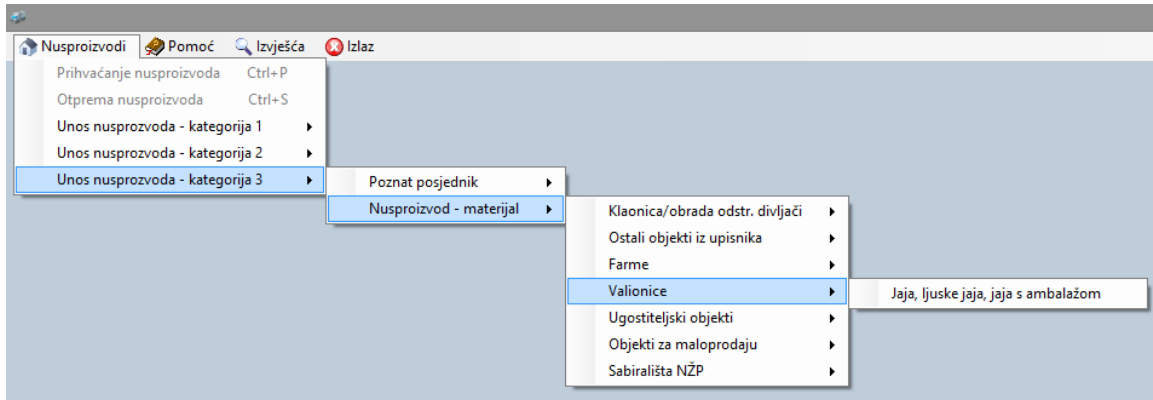 Nusproizvodi Pomoć Izvješća Izlaz
Prihvaćanje nusproizvoda Ctrl+P
Otprema nusproizvoda Ctrl+S
Unos nusprozvoda - kategorija 1
Unos nusprozvoda - kategorija 2
Unos nusprozvoda - kategorija 3
Poznat posjednik
Nusproizvod - materijal
Klaonica/obrada odstr. divljači
Ostali objekti iz upisnika
Farme
Valionice
Ugostiteljski objekti
Objekti za maloprodaju
Sabirališta NŽP
Jaja, ljuske jaja, jaja s ambalažom